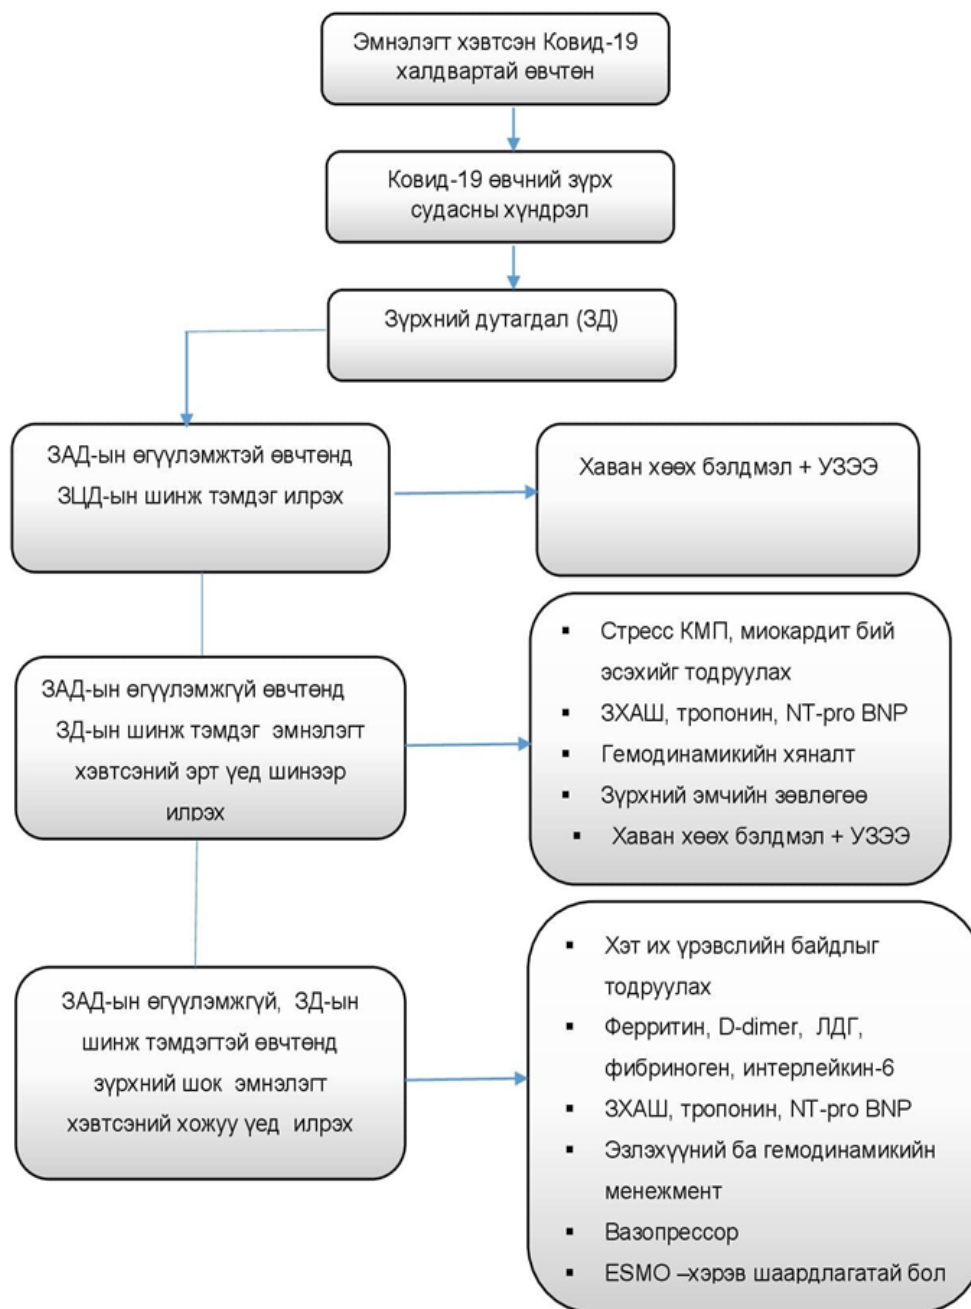 Эмнэлэгт хэвтсэн Ковид-19
халдвартай өвчтөн
Ковид-19 өвчний зүрх
судасны хүндрэл
Зүрхний дутагдал (ЗД)
ЗАД-ын өгүүлэмжтэй өвчтөнд
ЗЦД-ын шинж тэмдэг илрэх
Хаван хөөх бэлдмэл + УЗЭЭ
ЗАД-ын өгүүлэмжгүй өвчтөнд
ЗД-ын шинж тэмдэг эмнэлэгт
хэвтсэний эрт үед шинээр
илрэх
▪ Стресс КМП, миокардит бий
эсэхийг тодруулах
▪ ЗХАШ, тропонин, NT-pro BNP
▪ Гемодинамикийн хяналт
▪ Зүрхний эмчийн зөвлөгөө
▪ Хаван хөөх бэлдмэл + УЗЭЭ
ЗАД-ын өгүүлэмжгүй, ЗД-ын
шинж тэмдэгтэй өвчтөнд
зүрхний шок эмнэлэгт
хэвтсэний хожуу үед илрэх
▪ Хэт их үрэвслийн байдлыг
тодруулах
▪ Ферритин, D-dimer, ЛДГ,
фибриноген, интерлейкин-6
▪ ЗХАШ, тропонин, NT-pro BNP
▪ Эзлэхүүний ба гемодинамикийн
менежмент
▪ Вазопрессор
▪ ESMO –хэрэв шаардлагатай бол